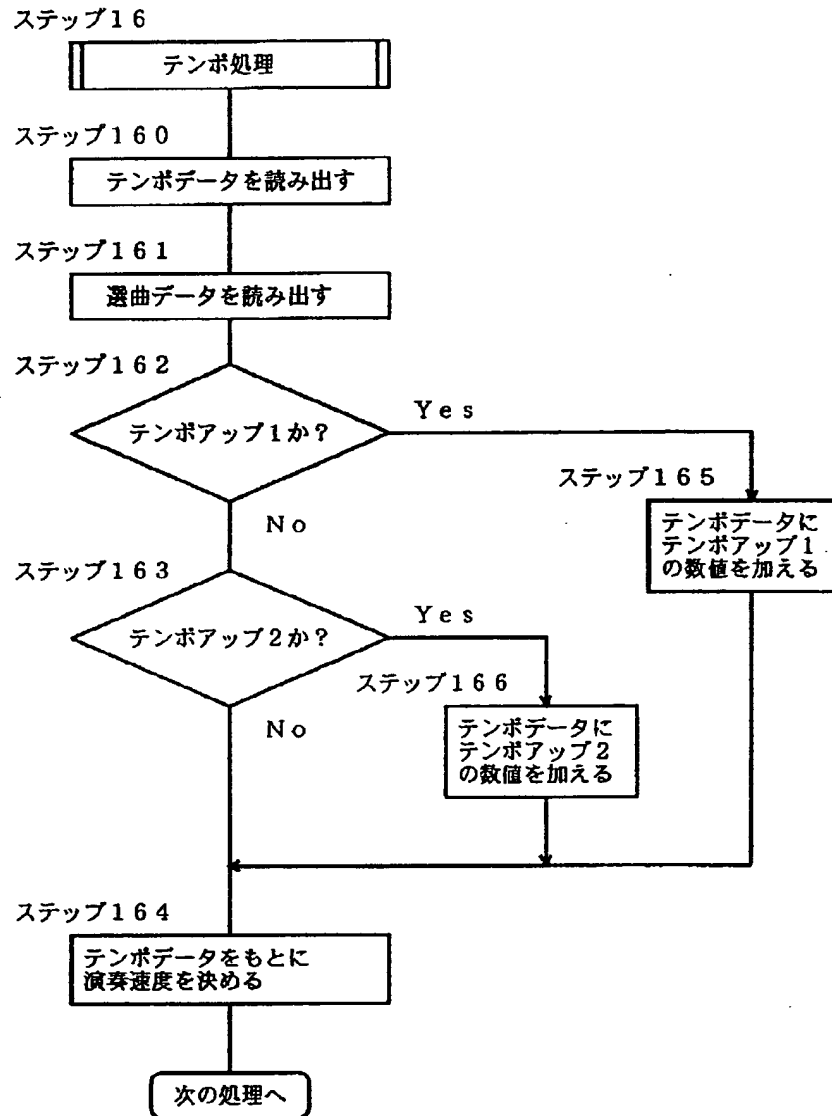 ステップ16
テンポ処理
ステップ160
テンポデータを読み出す
ステップ161
選曲データを読み出す
ステップ162
テンポアップ1か？
Yes
No
ステップ165
テンポデータに
テンポアップ1
の数値を加える
ステップ163
テンポアップ2か？
Yes
No
ステップ166
テンポデータに
テンポアップ2
の数値を加える
ステップ164
テンポデータをもとに
演奏速度を決める
次の処理へ